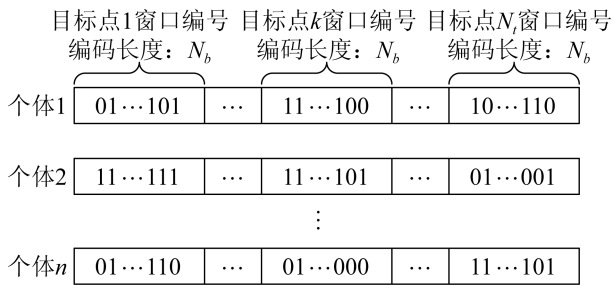 目标点1窗口编号 目标点k窗口编号 目标点N_t窗口编号
编码长度：N_b 编码长度：N_b 编码长度：N_b
个体1 01…101 … 11…100 … 10…110
个体2 11…111 … 11…101 … 01…001
⋮
个体n 01…110 … 01…000 … 11…101